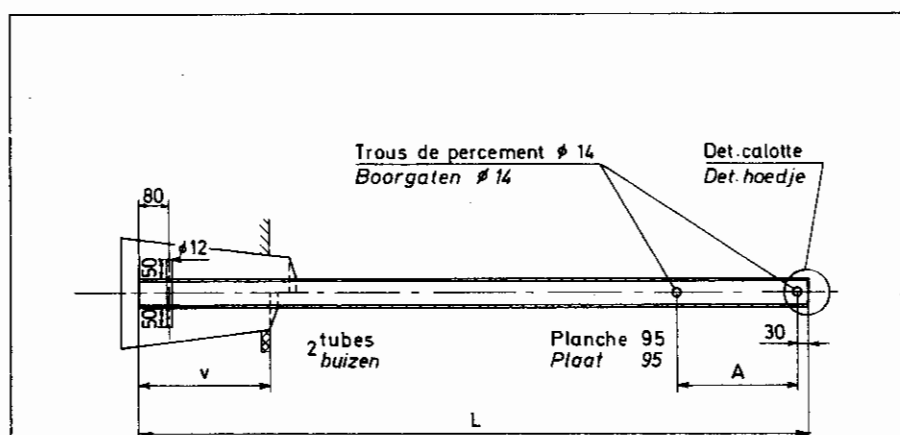 Trous de percement ϕ 14
Boorgaten ϕ 14
Det.calotte
Det.hoedje
80
ϕ12
50
50
2 tubes
buizen
Planche 95
Plaat 95
30
v
A
L